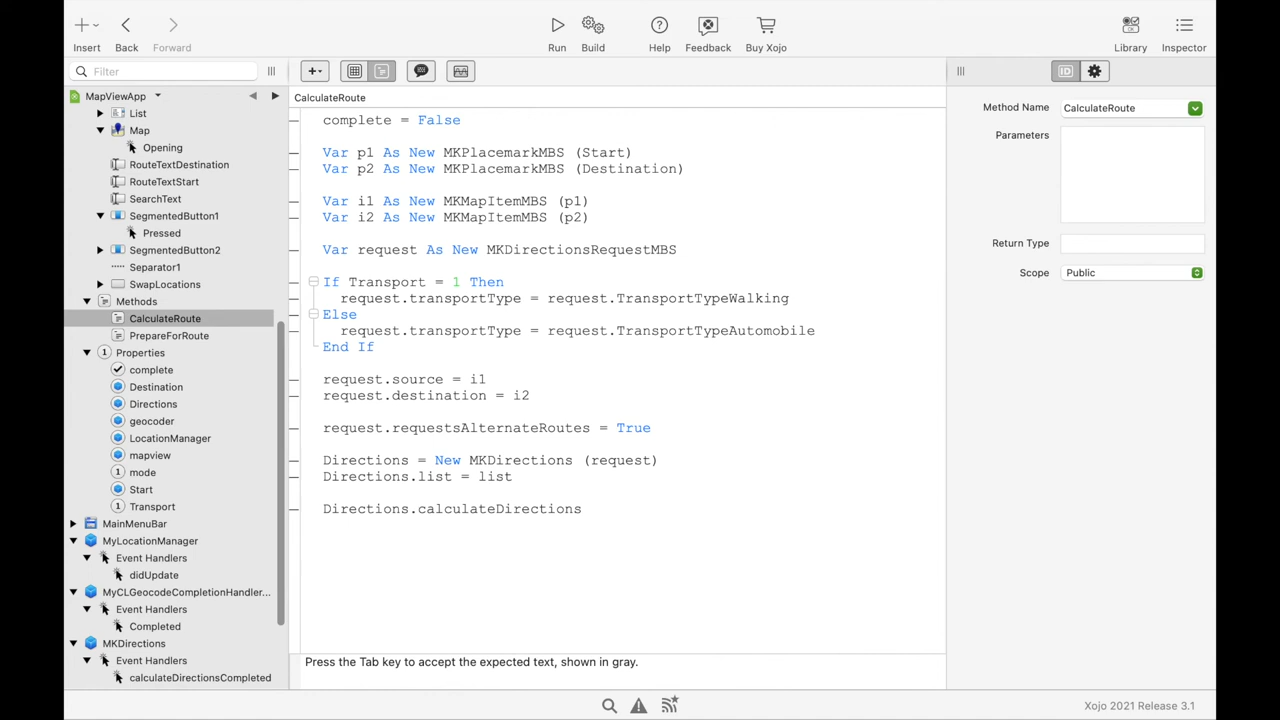 Insert
Back
Forward
Run
Build
Help
Feedback
Buy Xojo
Library
Inspector
Filter
ID
MapViewApp
List
Map
Opening
RouteTextDestination
RouteTextStart
SearchText
SegmentedButton1
Pressed
SegmentedButton2
Separator1
SwapLocations
Methods
CalculateRoute
PrepareForRoute
Properties
complete
Destination
Directions
geocoder
LocationManager
mapview
mode
Start
Transport
MainMenuBar
MyLocationManager
Event Handlers
didUpdate
MyCLGeocodeCompletionHandler...
Event Handlers
Completed
MKDirections
Event Handlers
calculateDirectionsCompleted
CalculateRoute
complete = False
Var p1 As New MKPlacemarkMBS (Start)
Var p2 As New MKPlacemarkMBS (Destination)
Var i1 As New MKMapItemMBS (p1)
Var i2 As New MKMapItemMBS (p2)
Var request As New MKDirectionsRequestMBS
If Transport = 1 Then
request.transportType = request.TransportTypeWalking
Else
request.transportType = request.TransportTypeAutomobile
End If
request.source = i1
request.destination = i2
request.requestsAlternateRoutes = True
Directions = New MKDirections (request)
Directions.list = list
Directions.calculateDirections
Press the Tab key to accept the expected text, shown in gray.
Method Name
CalculateRoute
Parameters
Return Type
Scope
Public
Xojo 2021 Release 3.1